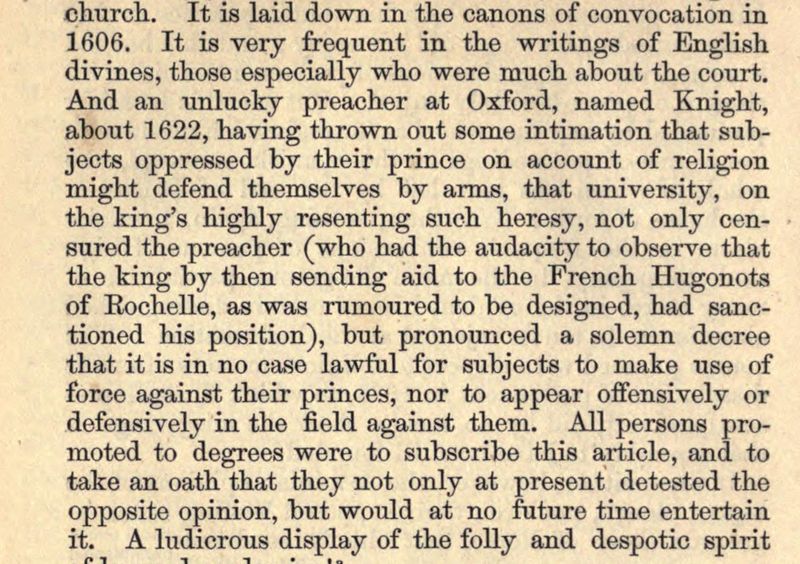 church. It is laid down in the canons of convocation in
1606. It is very frequent in the writings of English
divines, those especially who were much about the court.
And an unlucky preacher at Oxford, named Knight,
about 1622, having thrown out some intimation that sub-
jects oppressed by their prince on account of religion
might defend themselves by arms, that university, on
the king's highly resenting such heresy, not only cen-
sured the preacher (who had the audacity to observe that
the king by then sending aid to the French Hugonots
of Rochelle, as was rumoured to be designed, had sanc-
tioned his position), but pronounced a solemn decree
that it is in no case lawful for subjects to make use of
force against their princes, nor to appear offensively or
defensively in the field against them. All persons pro-
moted to degrees were to subscribe this article, and to
take an oath that they not only at present detested the
opposite opinion, but would at no future time entertain
it. A ludicrous display of the folly and despotic spirit